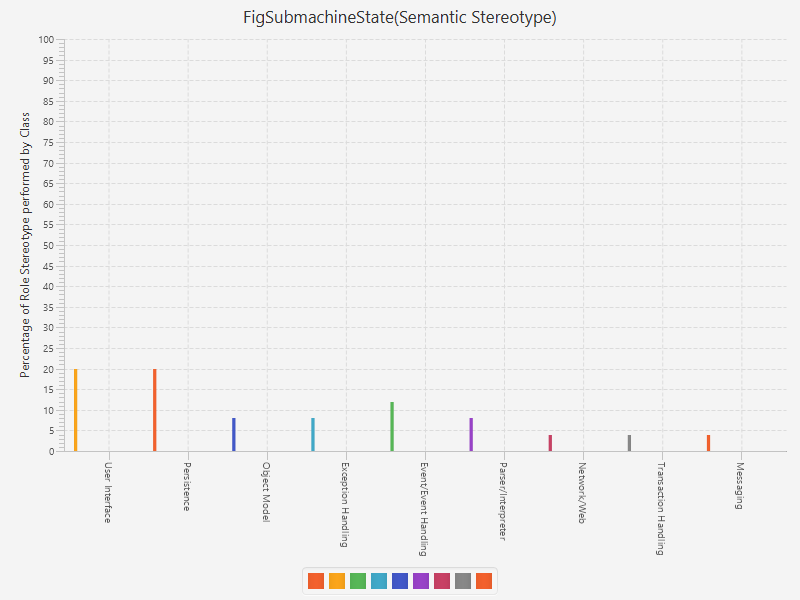 FigSubmachineState(Semantic Stereotype)
Percentage of Role Stereotype performed by Class
100
95
90
85
80
75
70
65
60
55
50
45
40
35
30
25
20
15
10
5
0
User Interface
Persistence
Object Model
Exception Handling
Event/Event Handling
Parser/Interpreter
Network/Web
Transaction Handling
Messaging